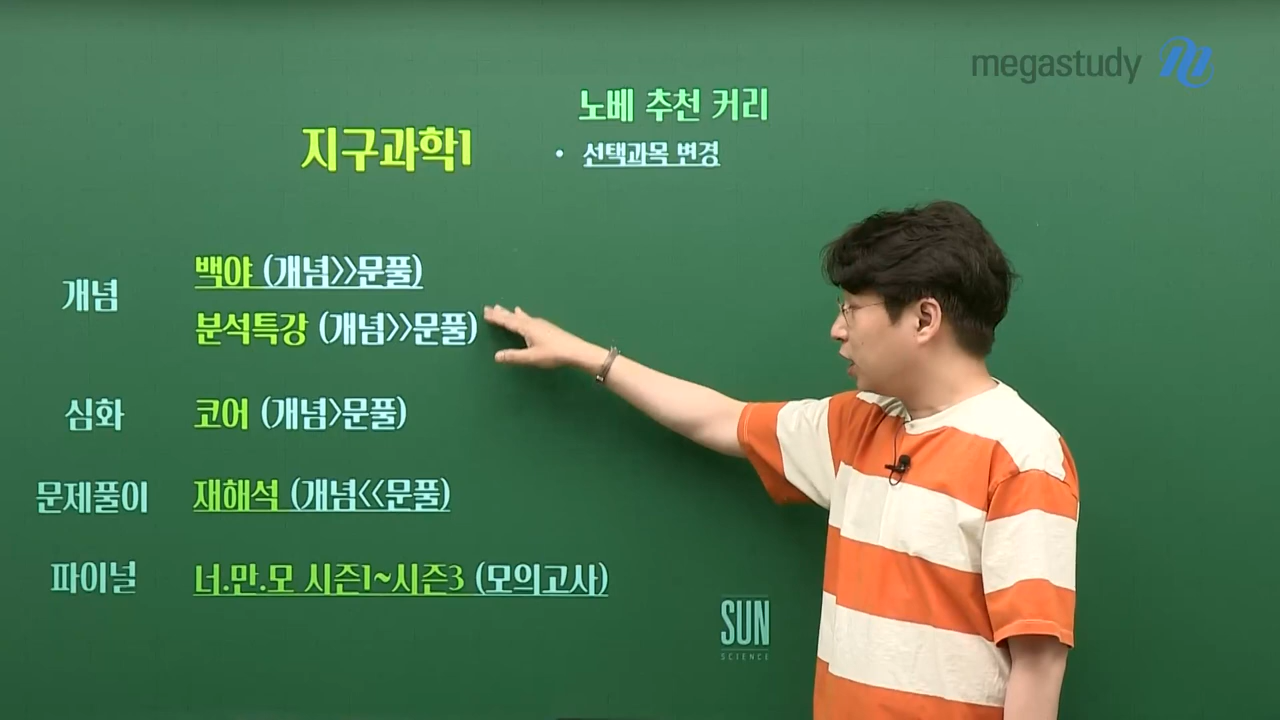 megastudy
노베 추천 커리
지구과학1
• 선택과목 변경
개념
백야 (개념>>문풀)
분석특강 (개념>>문풀)
심화
코어 (개념>문풀)
문제풀이
재해석 (개념<<문풀)
파이널
너.만.모 시즌1~시즌3 (모의고사)
SUN
SCIENCE